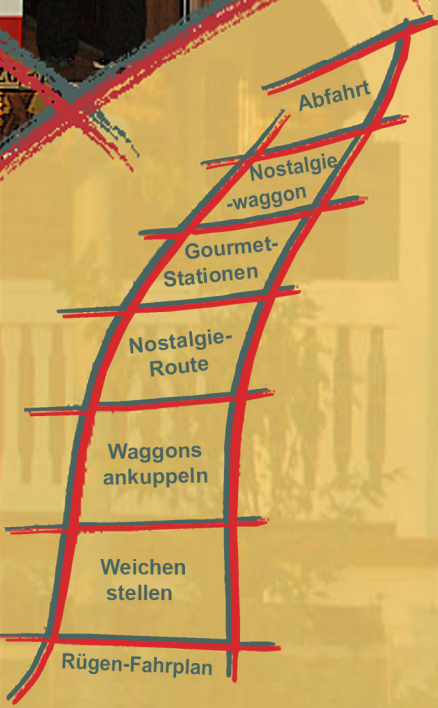 Abfahrt
Nostalgie
-waggon
Gourmet-
Stationen
Nostalgie-
Route
Waggons
ankuppeln
Weichen
stellen
Rügen-Fahrplan